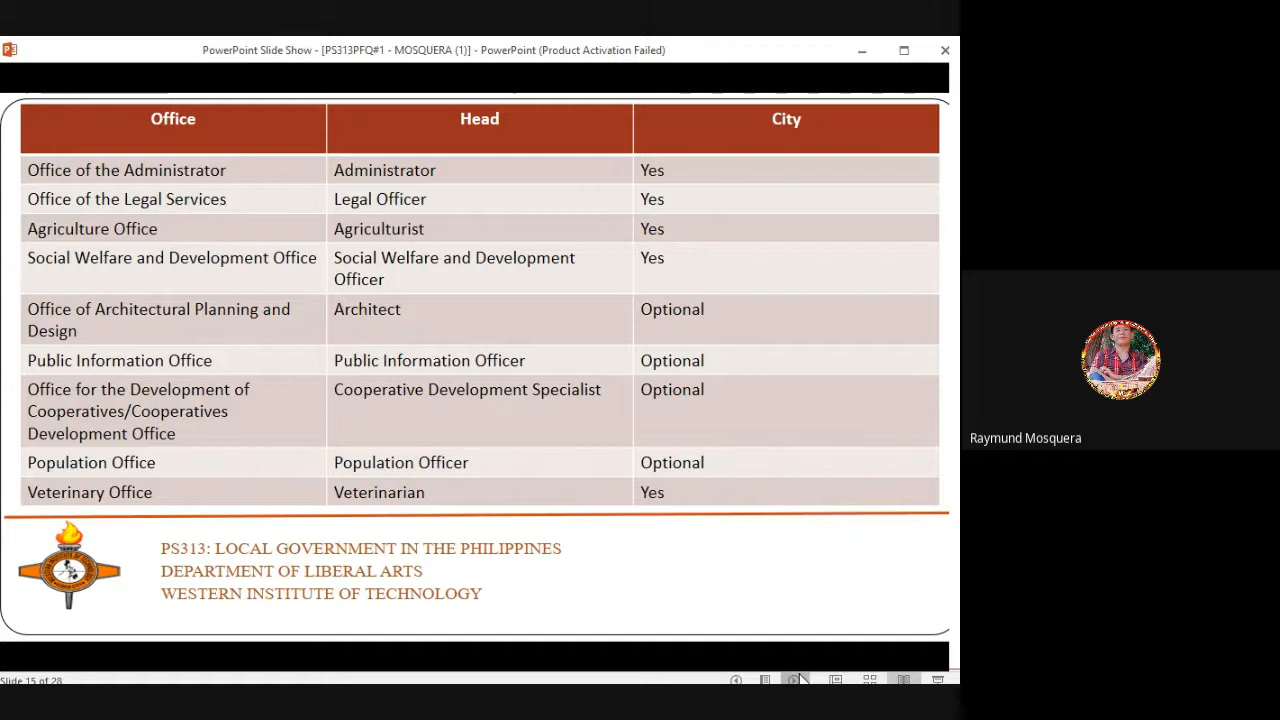 PowerPoint Slide Show - [PS313PFQ#1 - MOSQUERA (1)] - PowerPoint (Product Activation Failed)
Office Head City
Office of the Administrator Administrator Yes
Office of the Legal Services Legal Officer Yes
Agriculture Office Agriculturist Yes
Social Welfare and Development Office Social Welfare and Development Yes
Officer
Office of Architectural Planning and Architect Optional
Design
Public Information Office Public Information Officer Optional
Office for the Development of Cooperative Development Specialist Optional
Cooperatives/Cooperatives
Development Office
Population Office Population Officer Optional
Veterinary Office Veterinarian Yes
PS313: LOCAL GOVERNMENT IN THE PHILIPPINES
DEPARTMENT OF LIBERAL ARTS
WESTERN INSTITUTE OF TECHNOLOGY
Slide 15 of 28
Raymund Mosquera